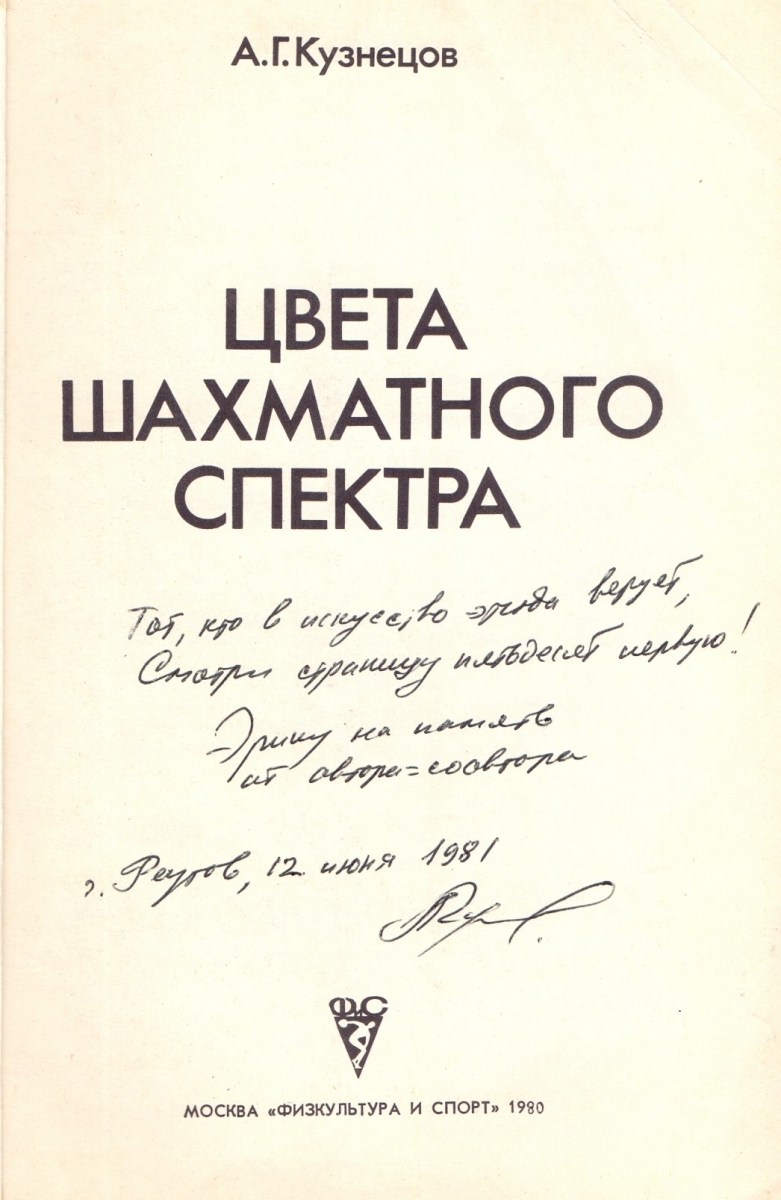 А.Г.Кузнецов
ЦВЕТА
ШАХМАТНОГО
СПЕКТРА
Тот, кто в искусство этюда верует,
Смотри страницу пятьдесят первую!
Эрику на память
от автора=соавтора
г. Реутов, 12 июня 1981
ФиС
МОСКВА «ФИЗКУЛЬТУРА И СПОРТ» 1980